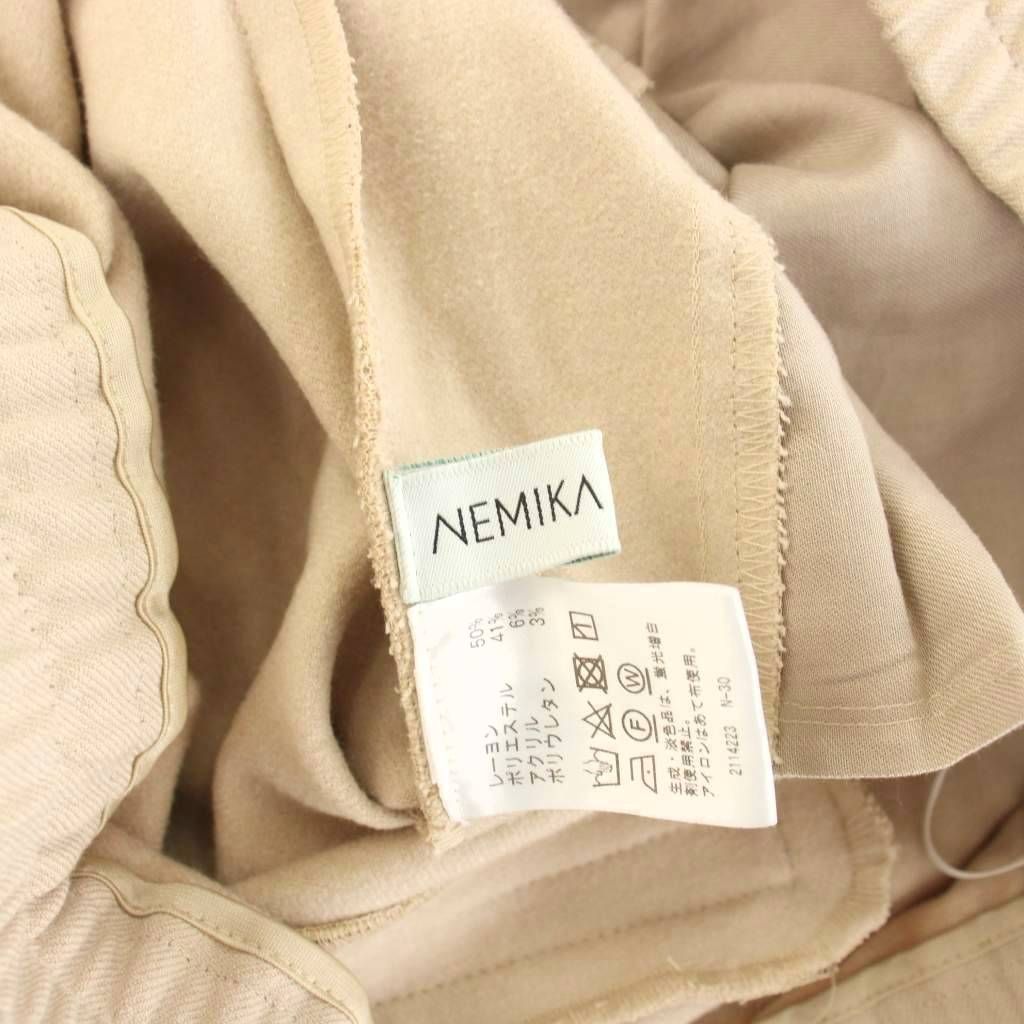 NEMIKA
レーヨン 50%
ポリエステル 41%
アクリル 6%
ポリウレタン 3%
W
F
生成・淡色品は、蛍光増白
剤使用禁止。
アイロンはあて布使用。
2114223 N-30